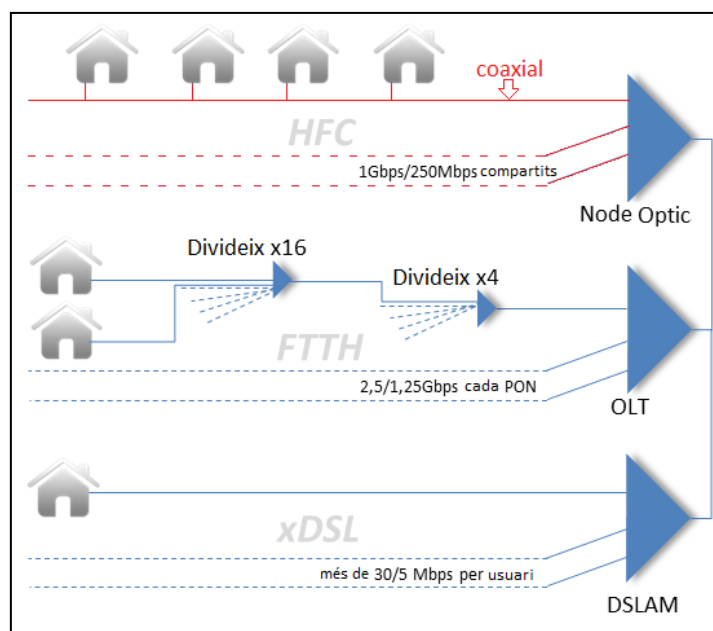 coaxial
HFC
1Gbps/250Mbps compartits
Node Optic
Divideix x16
Divideix x4
FTTH
2,5/1,25Gbps cada PON
OLT
xDSL
més de 30/5 Mbps per usuari
DSLAM